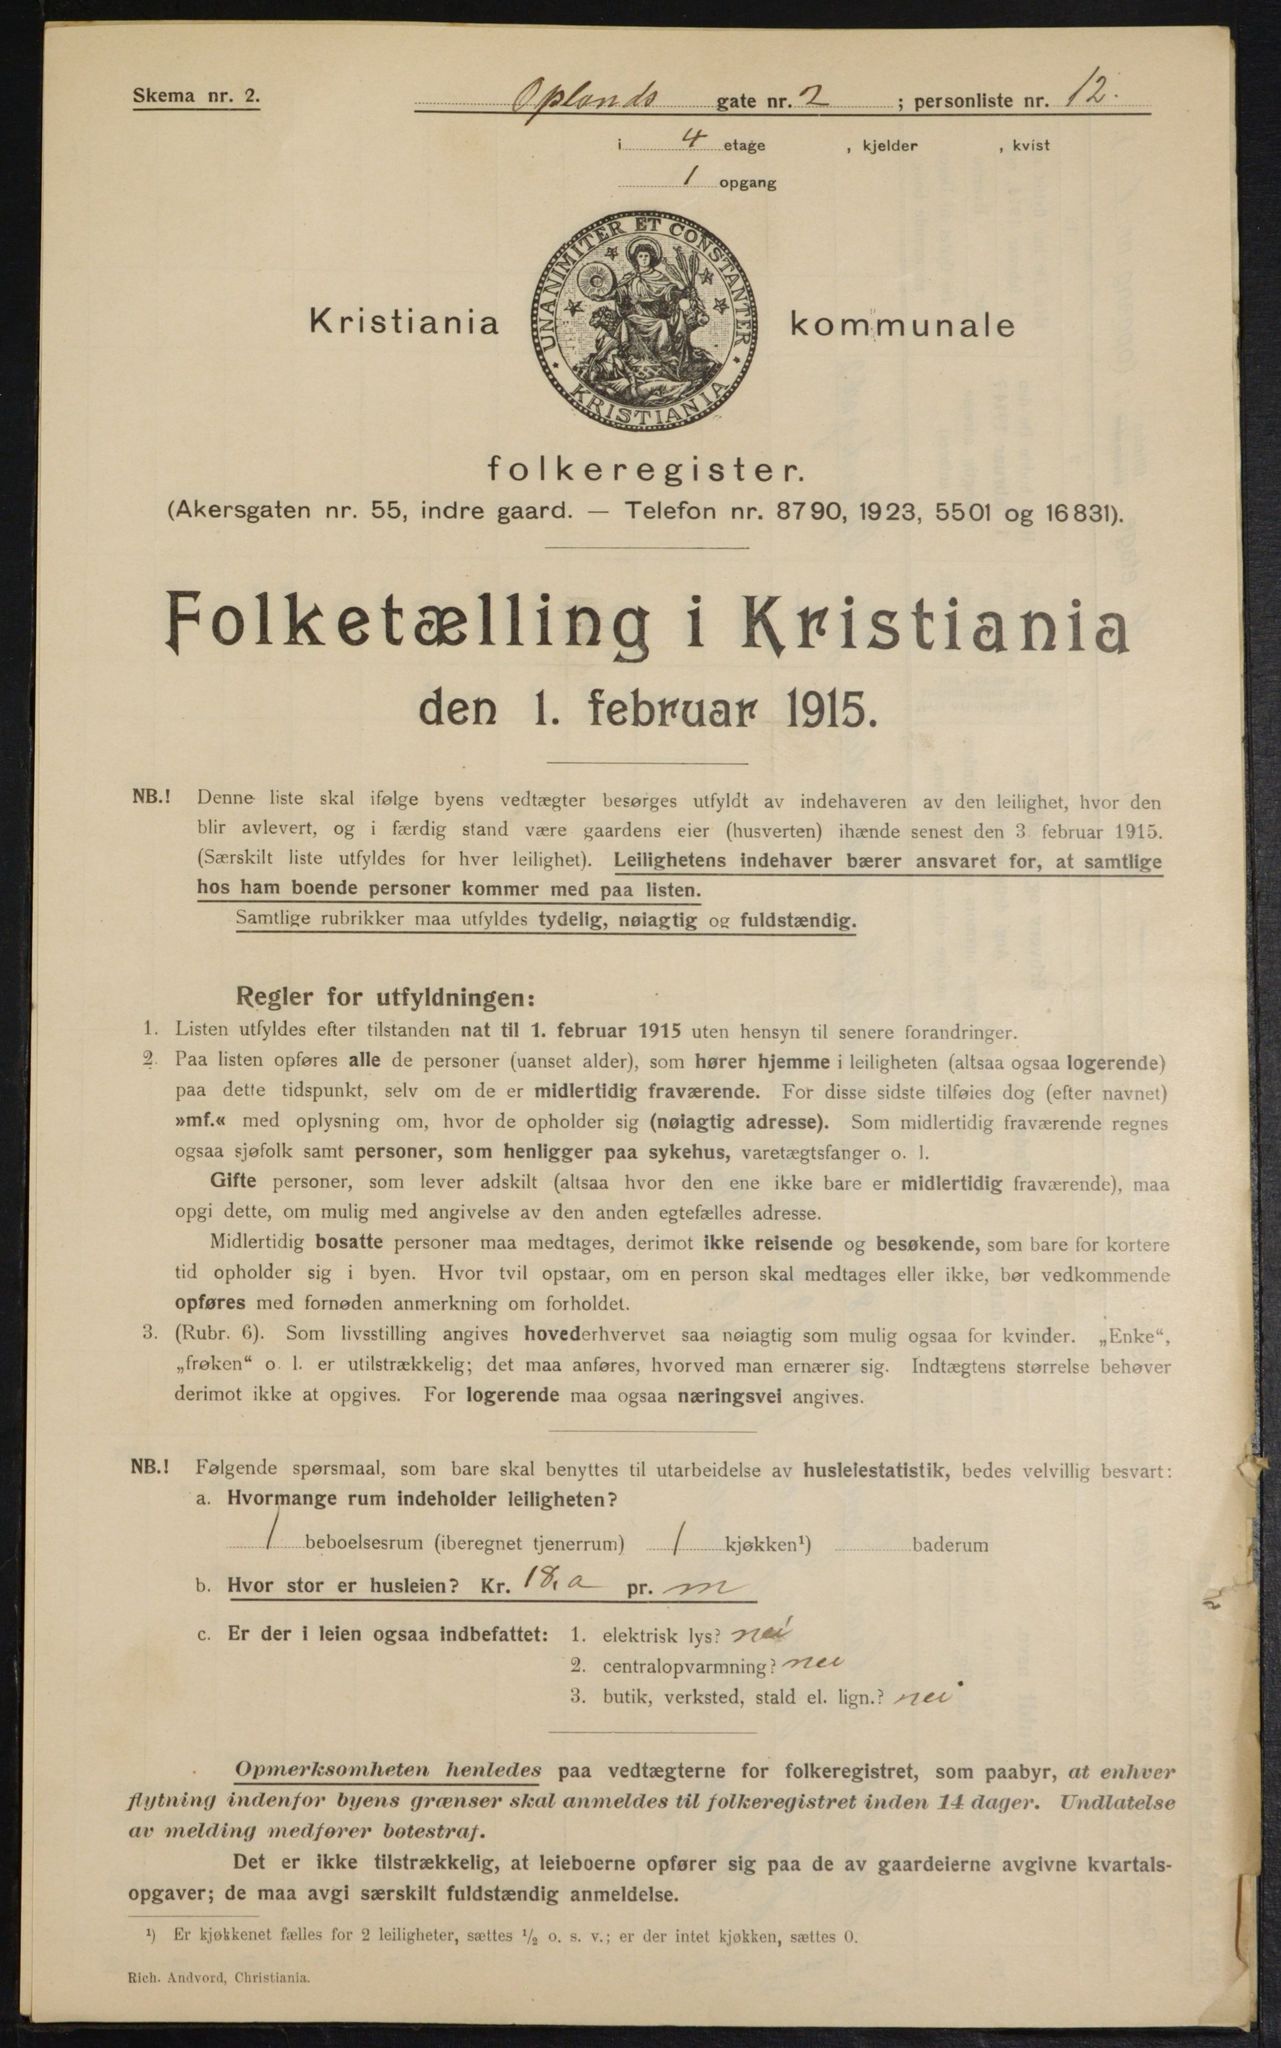 Skema nr. 2.
Oplands gate nr. 2 ; personliste nr. 12.
i 4 etage , kjelder , kvist
1 opgang
UNANIMITER ET CONSTANTER
KRISTIANIA
Kristiania kommunale
folkeregister.
(Akersgaten nr. 55, indre gaard. — Telefon nr. 8790, 1923, 5501 og 16831).
Folketælling i Kristiania
den 1. februar 1915.
NB.! Denne liste skal ifølge byens vedtægter besørges utfyldt av indehaveren av den leilighet, hvor den
blir avlevert, og i færdig stand være gaardens eier (husverten) ihænde senest den 3 februar 1915.
(Særskilt liste utfyldes for hver leilighet). Leilighetens indehaver bærer ansvaret for, at samtlige
hos ham boende personer kommer med paa listen.
Samtlige rubrikker maa utfyldes tydelig, nøiagtig og fuldstændig.
Regler for utfyldningen:
1. Listen utfyldes efter tilstanden nat til 1. februar 1915 uten hensyn til senere forandringer.
2. Paa listen opføres alle de personer (uanset alder), som hører hjemme i leiligheten (altsaa ogsaa logerende)
paa dette tidspunkt, selv om de er midlertidig fraværende. For disse sidste tilføies dog (efter navnet)
»mf.« med oplysning om, hvor de opholder sig (nøiagtig adresse). Som midlertidig fraværende regnes
ogsaa sjøfolk samt personer, som henligger paa sykehus, varetægtsfanger o. l.
Gifte personer, som lever adskilt (altsaa hvor den ene ikke bare er midlertidig fraværende), maa
opgi dette, om mulig med angivelse av den anden egtefælles adresse.
Midlertidig bosatte personer maa medtages, derimot ikke reisende og besøkende, som bare for kortere
tid opholder sig i byen. Hvor tvil opstaar, om en person skal medtages eller ikke, bør vedkommende
opføres med fornøden anmerkning om forholdet.
3. (Rubr. 6). Som livsstilling angives hovederhvervet saa nøiagtig som mulig ogsaa for kvinder. „Enke“,
„frøken“ o. l. er utilstrækkelig; det maa anføres, hvorved man ernærer sig. Indtægtens størrelse behøver
derimot ikke at opgives. For logerende maa ogsaa næringsvei angives.
NB.! Følgende spørsmaal, som bare skal benyttes til utarbeidelse av husleiestatistik, bedes velvillig besvart:
a. Hvormange rum indeholder leiligheten?
1 beboelsesrum (iberegnet tjenerrum) 1 kjøkken¹) baderum
b. Hvor stor er husleien? Kr. 18,0 pr. m
c. Er der i leien ogsaa indbefattet: 1. elektrisk lys? nei
2. centralopvarmning? nei
3. butik, verksted, stald el. lign.? nei
Opmerksomheten henledes paa vedtægterne for folkeregistret, som paabyr, at enhver
flytning indenfor byens grænser skal anmeldes til folkeregistret inden 14 dager. Undlatelse
av melding medfører bøtestraf.
Det er ikke tilstrækkelig, at leieboerne opfører sig paa de av gaardeierne avgivne kvartals-
opgaver; de maa avgi særskilt fuldstændig anmeldelse.
¹) Er kjøkkenet fælles for 2 leiligheter, sættes ½ o. s. v.; er der intet kjøkken, sættes 0.
Rich. Andvord, Christiania.